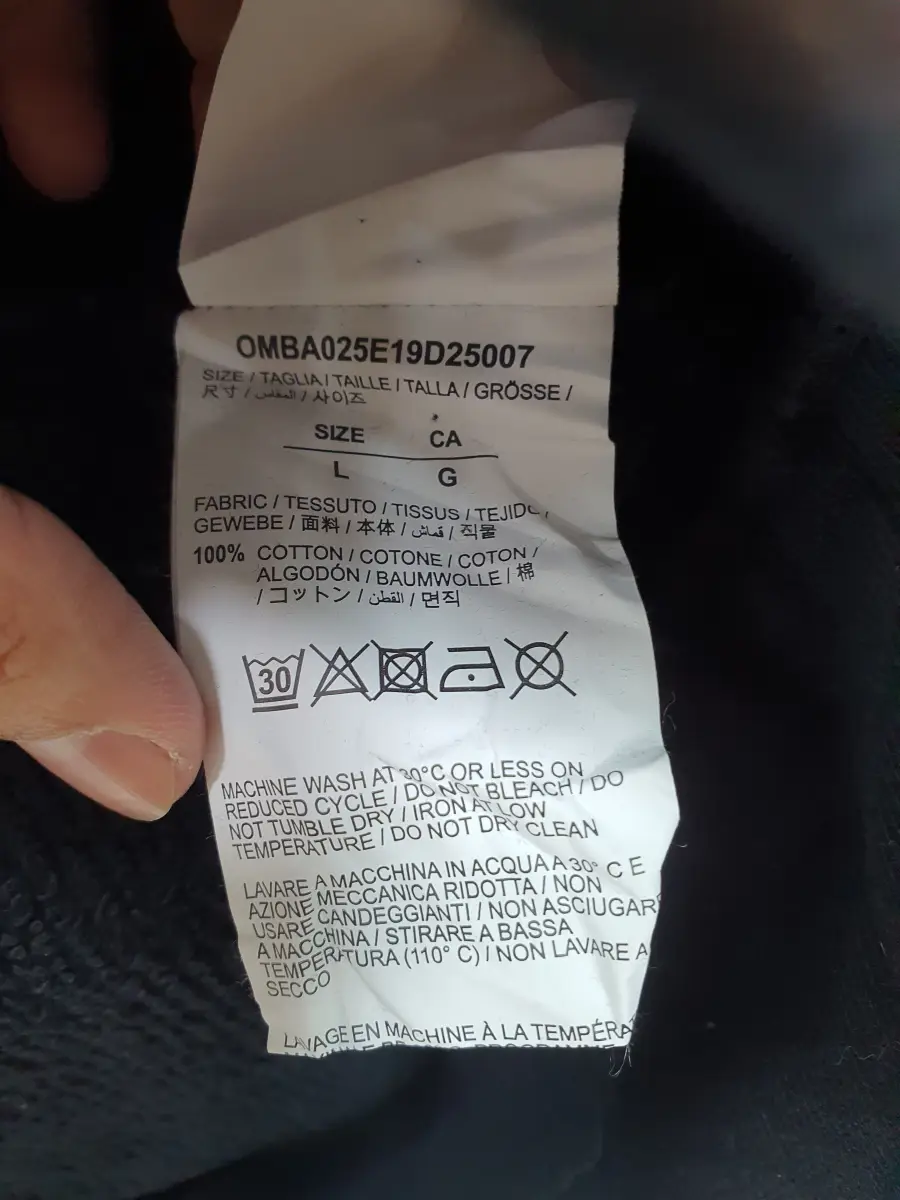 OMBA025E19D25007
SIZE / TAGLIA / TAILLE / TALLA / GRÖSSE /
尺寸 / المقاس / 사이즈
SIZE CA
L G
FABRIC / TESSUTO / TISSUS / TEJIDO /
GEWEBE / 面料 / 本体 / قماش / 직물
100% COTTON / COTONE / COTON /
ALGODÓN / BAUMWOLLE / 棉
/ コットン / القطن / 면직
30
MACHINE WASH AT 30°C OR LESS ON
REDUCED CYCLE / DO NOT BLEACH / DO
NOT TUMBLE DRY / IRON AT LOW
TEMPERATURE / DO NOT DRY CLEAN
LAVARE A MACCHINA IN ACQUA A 30° C E
AZIONE MECCANICA RIDOTTA / NON
USARE CANDEGGIANTI / NON ASCIUGARE
A MACCHINA / STIRARE A BASSA
TEMPERATURA (110° C) / NON LAVARE A
SECCO
LAVAGE EN MACHINE À LA TEMPÉRA